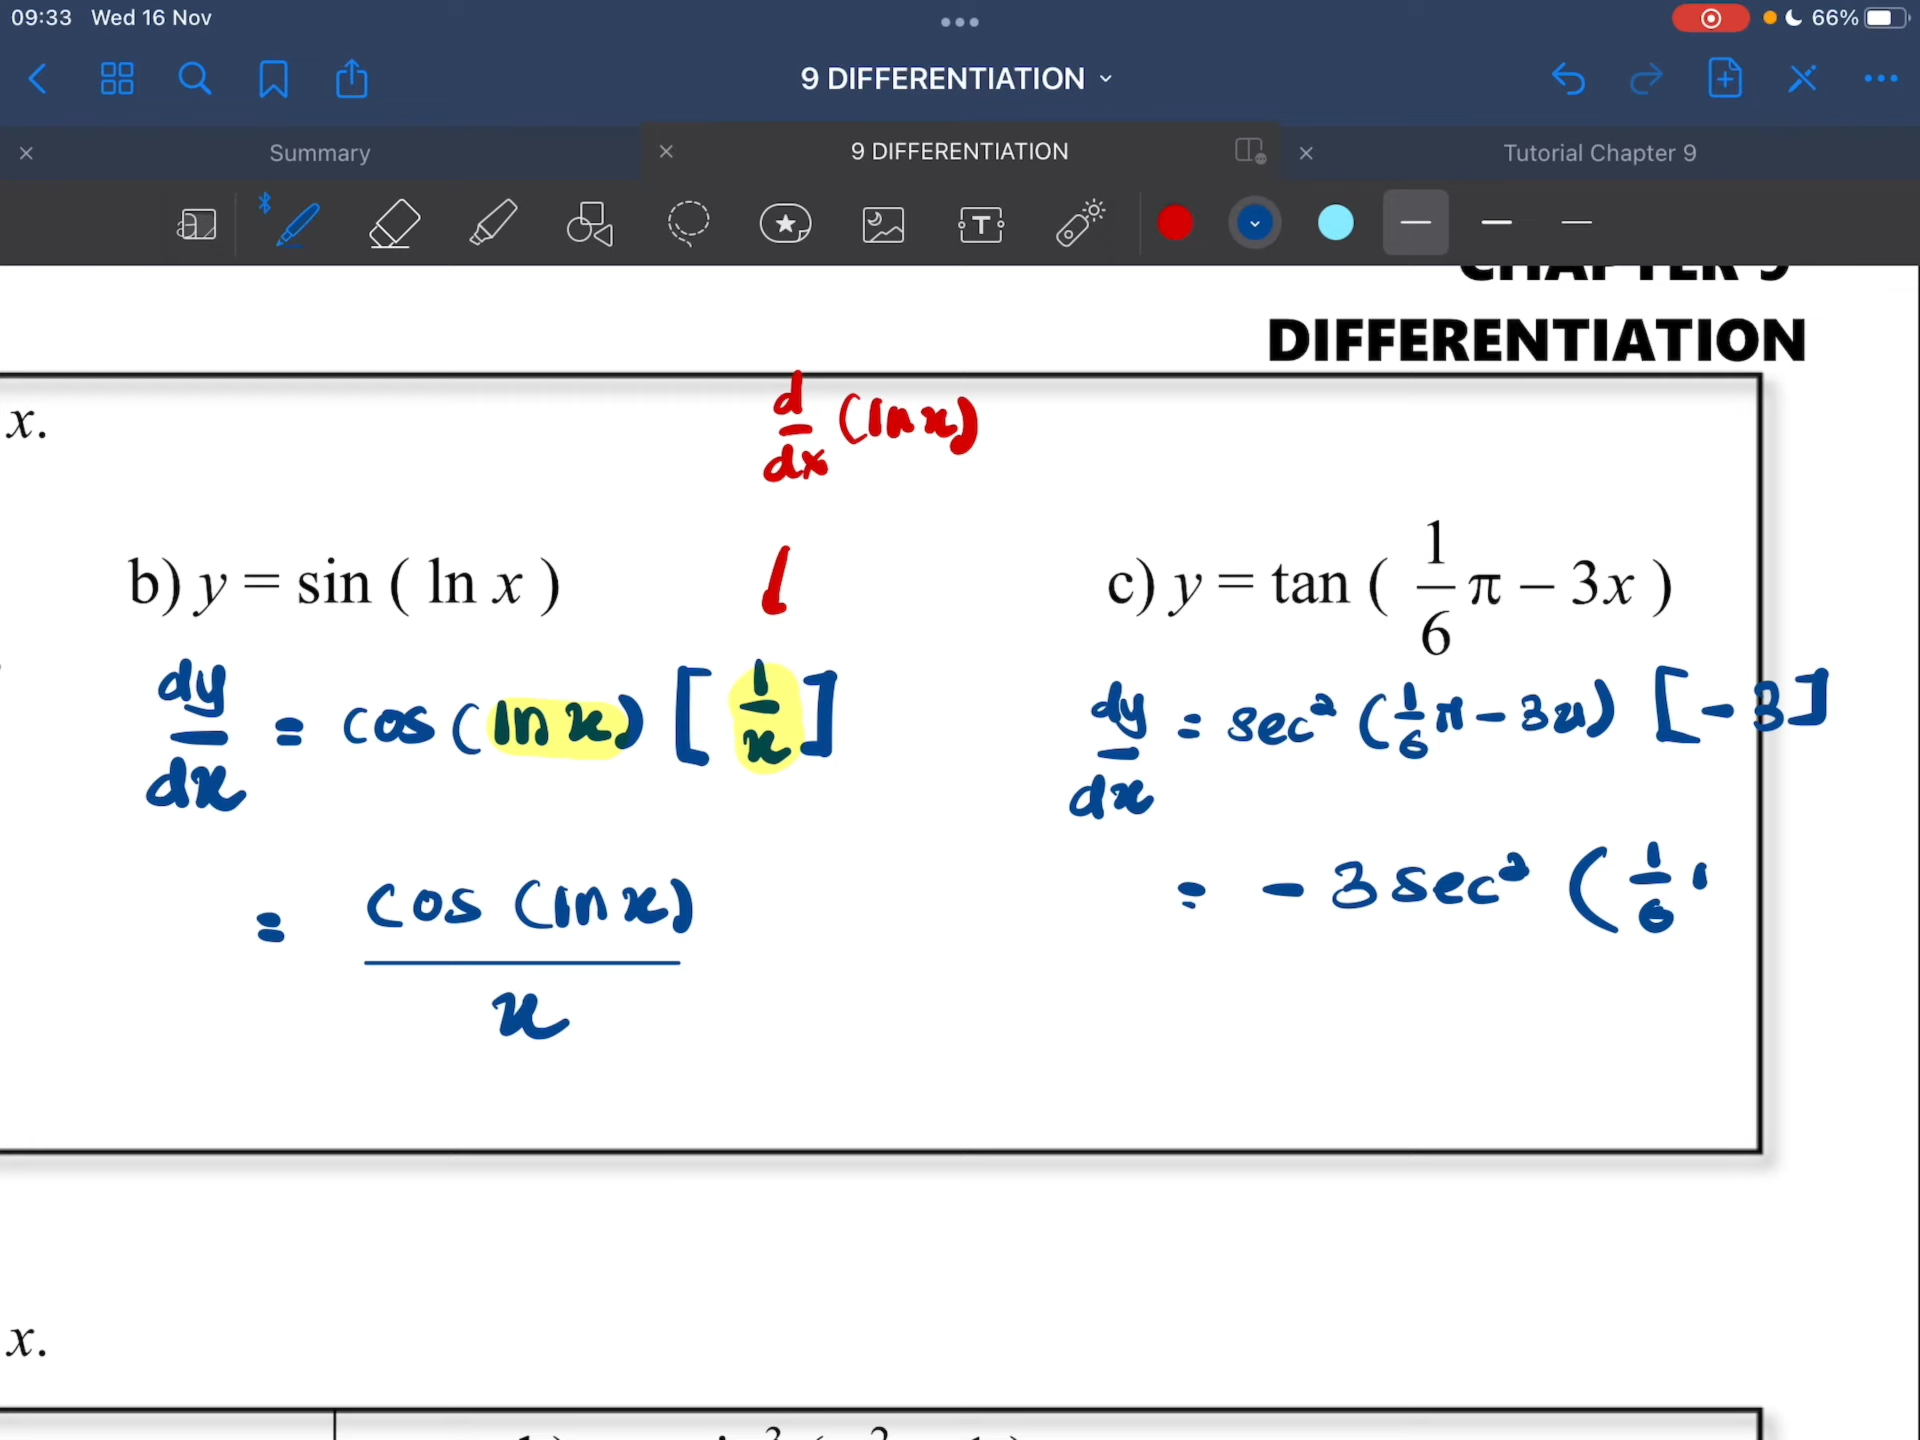 09:33 Wed 16 Nov
66%
9 DIFFERENTIATION
Summary
9 DIFFERENTIATION
Tutorial Chapter 9
CHAPTER 9
DIFFERENTIATION
x.
d/dx (ln x)
b) y = sin ( ln x )
c) y = tan ( 1/6 π – 3x )
dy/dx = cos (ln x) [1/x]
dy/dx = sec² (1/6 π - 3x) [-3]
= cos (ln x) / x
= - 3 sec² ( 1/6
x.